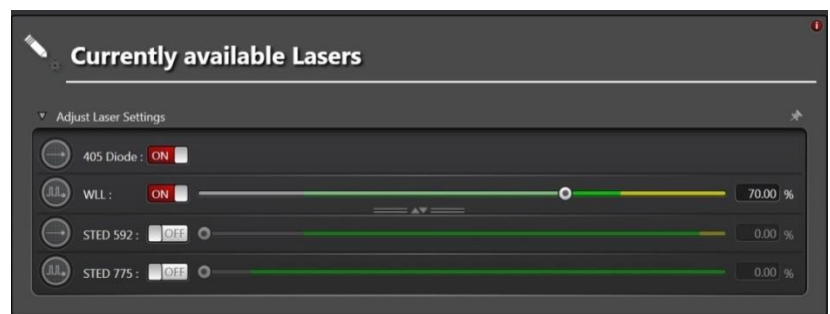 Currently available Lasers
Adjust Laser Settings
405 Diode : ON
WLL : ON 70.00 %
STED 592 : OFF 0.00 %
STED 775 : OFF 0.00 %